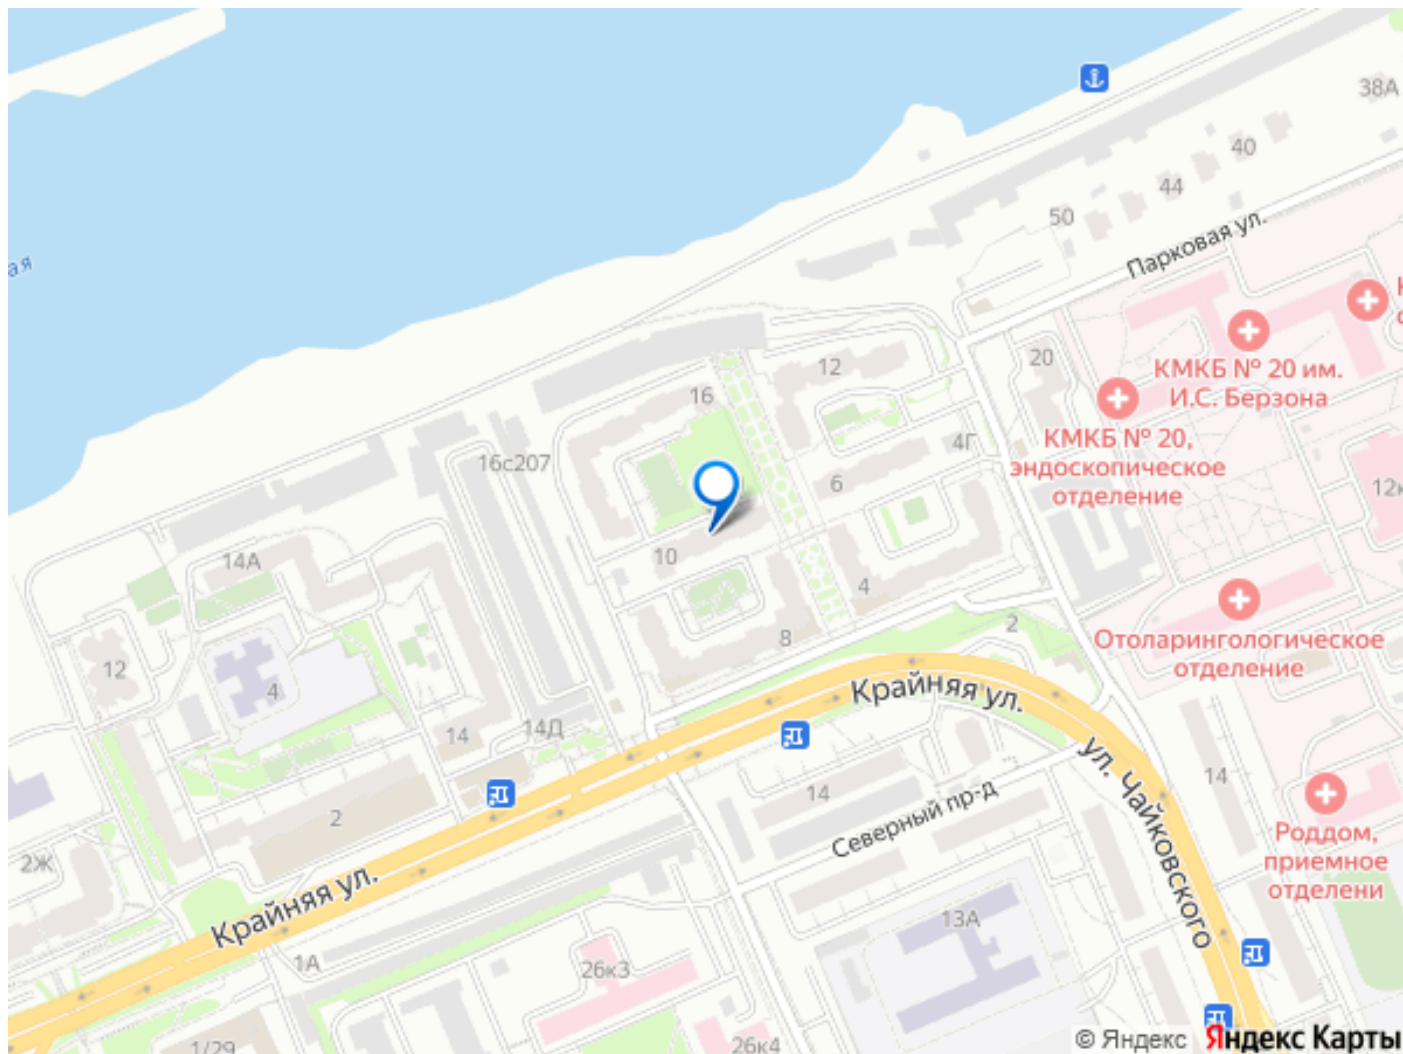 38А
40
44
50
Парковая ул.
ая
КМКБ № 20 им.
И.С. Берзона
20
12
16
КМКБ № 20,
эндоскопическое
отделение
4Г
16с207
6
14А
10
4
Отоларингологическое
отделение
2
8
12
4
Крайняя ул.
14
14Д
14
Северный пр-д
ул. Чайковского
14
2
Роддом,
приемное
отделени
2Ж
Крайняя ул.
13А
1А
26к3
1/29
26к4
© Яндекс Яндекс Карты